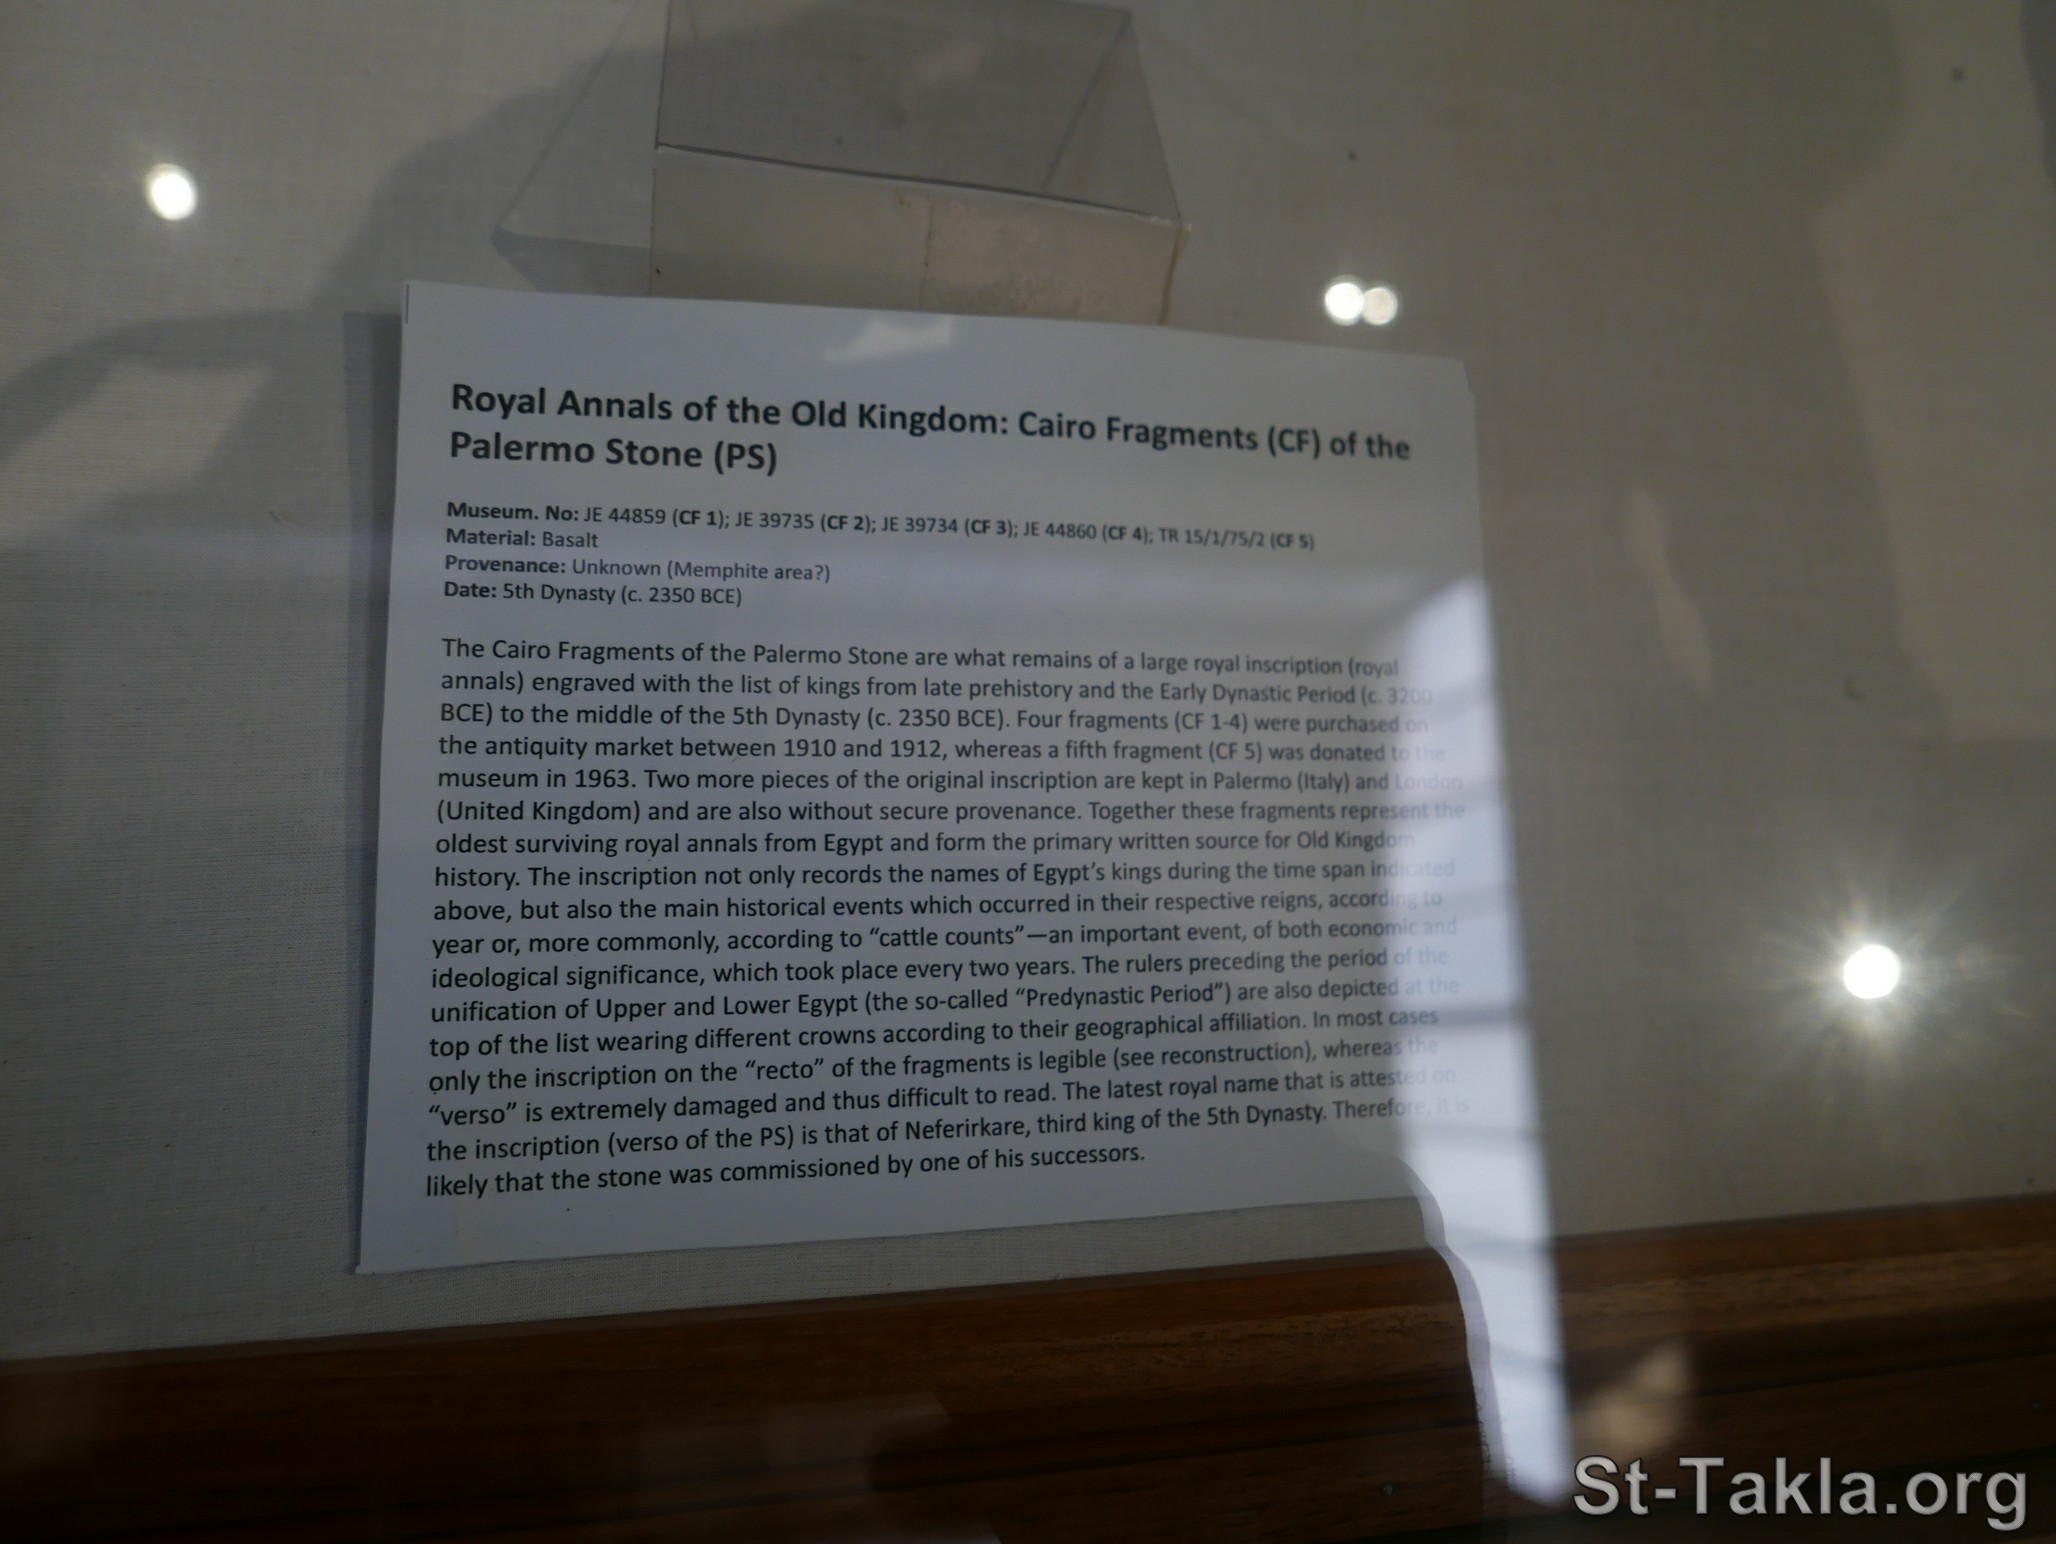 Royal Annals of the Old Kingdom: Cairo Fragments (CF) of the
Palermo Stone (PS)
Museum. No: JE 44859 (CF 1); JE 39735 (CF 2); JE 39734 (CF 3); JE 44860 (CF 4); TR 15/1/75/2 (CF 5)
Material: Basalt
Provenance: Unknown (Memphite area?)
Date: 5th Dynasty (c. 2350 BCE)
The Cairo Fragments of the Palermo Stone are what remains of a large royal inscription (royal
annals) engraved with the list of kings from late prehistory and the Early Dynastic Period (c. 3200
BCE) to the middle of the 5th Dynasty (c. 2350 BCE). Four fragments (CF 1-4) were purchased on
the antiquity market between 1910 and 1912, whereas a fifth fragment (CF 5) was donated to the
museum in 1963. Two more pieces of the original inscription are kept in Palermo (Italy) and London
(United Kingdom) and are also without secure provenance. Together these fragments represent the
oldest surviving royal annals from Egypt and form the primary written source for Old Kingdom
history. The inscription not only records the names of Egypt’s kings during the time span indicated
above, but also the main historical events which occurred in their respective reigns, according to
year or, more commonly, according to “cattle counts”—an important event, of both economic and
ideological significance, which took place every two years. The rulers preceding the period of the
unification of Upper and Lower Egypt (the so-called “Predynastic Period”) are also depicted at the
top of the list wearing different crowns according to their geographical affiliation. In most cases
only the inscription on the “recto” of the fragments is legible (see reconstruction), whereas the
“verso” is extremely damaged and thus difficult to read. The latest royal name that is attested on
the inscription (verso of the PS) is that of Neferirkare, third king of the 5th Dynasty. Therefore, it is
likely that the stone was commissioned by one of his successors.
St-Takla.org